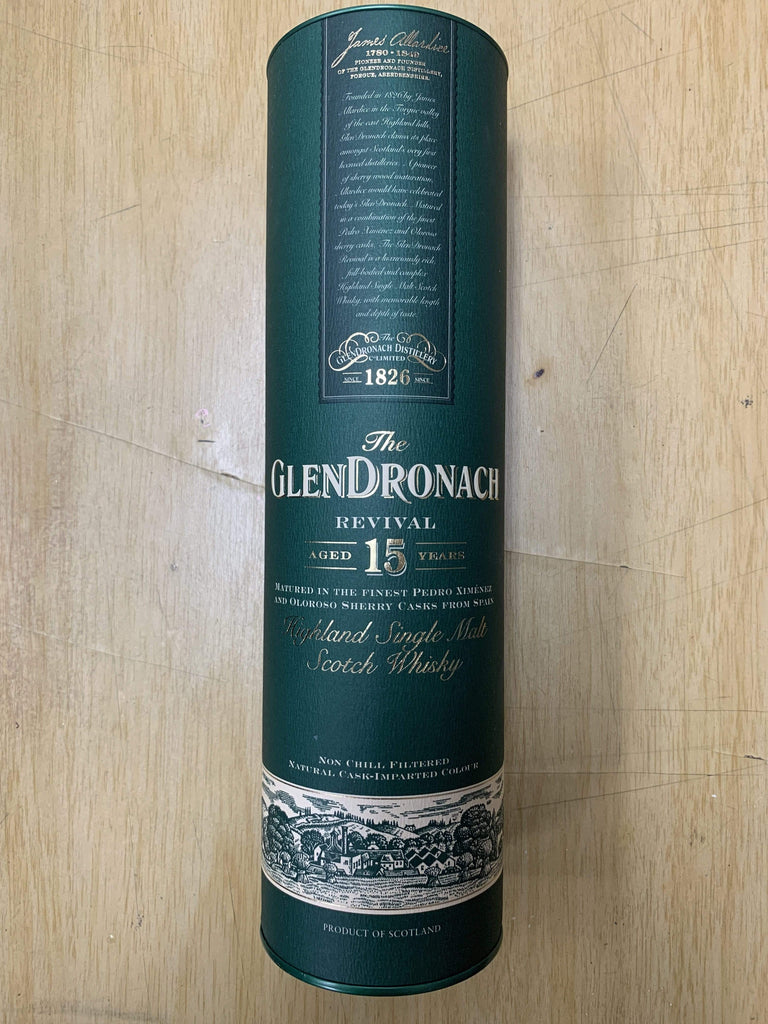 James Allardice
1780 - 1849
PIONEER AND FOUNDER
OF THE GLENDRONACH DISTILLERY,
FORGUE, ABERDEENSHIRE.
Founded in 1826 by James
Allardice in the Forgue valley
of the east Highland hills,
GlenDronach claims its place
amongst Scotland's very first
licensed distilleries. A pioneer
of sherry wood maturation,
Allardice would have celebrated
today's GlenDronach. Matured
in a combination of the finest
Pedro Ximénez and Oloroso
sherry casks, The GlenDronach
Revival is a luxuriously rich,
full-bodied and complex
Highland Single Malt Scotch
Whisky, with memorable length
and depth of taste.
The
GLENDRONACH DISTILLERY
Co LIMITED
SINCE 1826 SINCE
The
GLENDRONACH
REVIVAL
AGED 15 YEARS
MATURED IN THE FINEST PEDRO XIMÉNEZ
AND OLOROSO SHERRY CASKS FROM SPAIN
Highland Single Malt
Scotch Whisky
NON CHILL FILTERED
NATURAL CASK-IMPARTED COLOUR
PRODUCT OF SCOTLAND